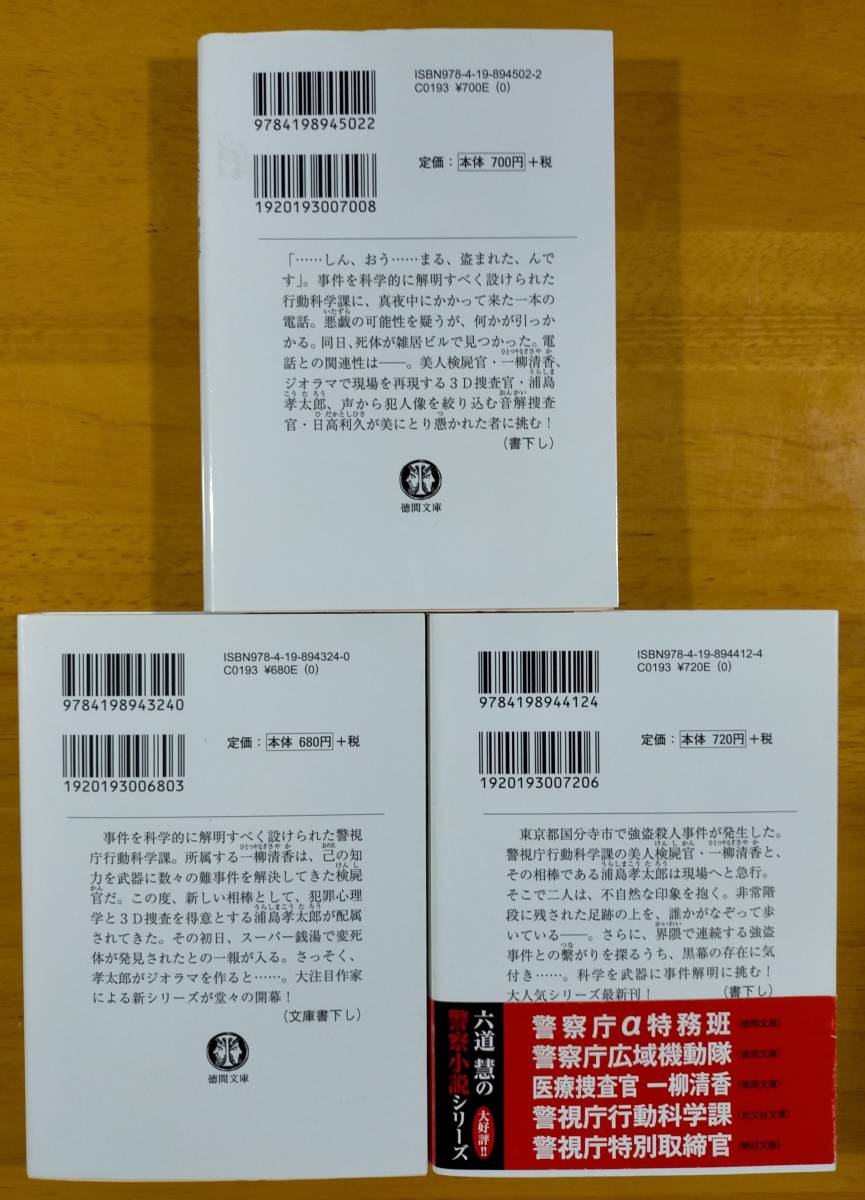 ISBN978-4-19-894502-2
C0193 ¥700E (0)
9784198945022
定価：本体 700円＋税
1920193007008
「……しん、おう……まる、盗まれた、んで
す」。事件を科学的に解明すべく設けられた
行動科学課に、真夜中にかかって来た一本の
電話。悪戯の可能性を疑うが、何かが引っか
かる。同日、死体が雑居ビルで見つかった。電
話との関連性は――。美人検屍官・一柳清香、
ジオラマで現場を再現する３Ｄ捜査官・浦島
孝太郎、声から犯人像を絞り込む音解捜査
官・日高利久が美にとり憑かれた者に挑む！
（書下し）
徳間文庫
ISBN978-4-19-894324-0
C0193 ¥680E (0)
9784198943240
定価：本体 680円＋税
1920193006803
事件を科学的に解明すべく設けられた警視
庁行動科学課。所属する一柳清香は、己の知
力を武器に数々の難事件を解決してきた検屍
官だ。この度、新しい相棒として、犯罪心理
学と３Ｄ捜査を得意とする浦島孝太郎が配属
されてきた。その初日、スーパー銭湯で変死
体が発見されたとの一報が入る。さっそく、
孝太郎がジオラマを作ると……。大注目作家
による新シリーズが堂々の開幕！
（文庫書下し）
徳間文庫
ISBN978-4-19-894412-4
C0193 ¥720E (0)
9784198944124
定価：本体 720円＋税
1920193007206
東京都国分寺市で強盗殺人事件が発生した。
警視庁行動科学課の美人検屍官・一柳清香と、
その相棒である浦島孝太郎は現場へと急行。
そこで二人は、不自然な印象を抱く。非常階
段に残された足跡の上を、誰かがなぞって歩
いている――。さらに、界隈で連続する強盗
事件との繋がりを探るうち、黒幕の存在に気
付き……。科学を武器に事件解明に挑む！
大人気シリーズ最新刊！（書下し）
六道 慧の
警察小説シリーズ
大好評!!
警察庁α特務班（徳間文庫）
警察庁広域機動隊（徳間文庫）
医療捜査官 一柳清香（徳間文庫）
警視庁行動科学課（光文社文庫）
警視庁特別取締官（朝日文庫）